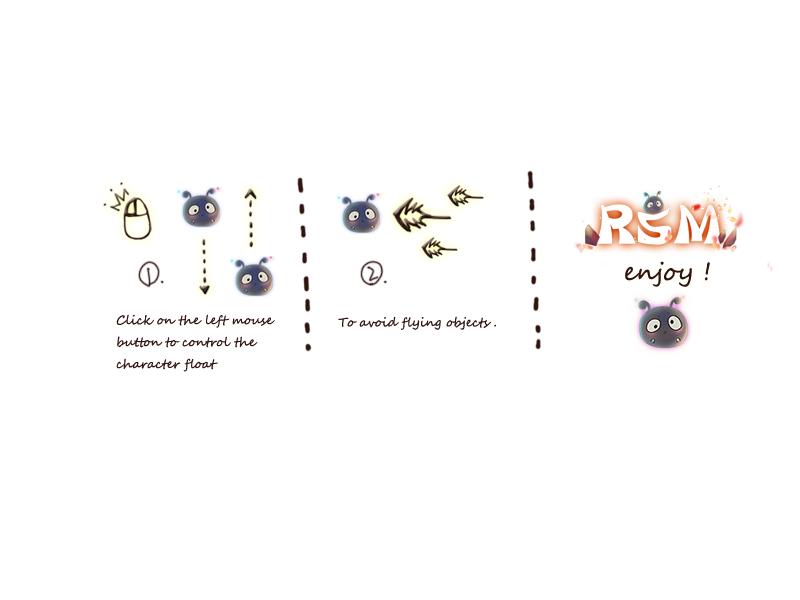 1.
Click on the left mouse
button to control the
character float
2.
To avoid flying objects.
RSM
enjoy !